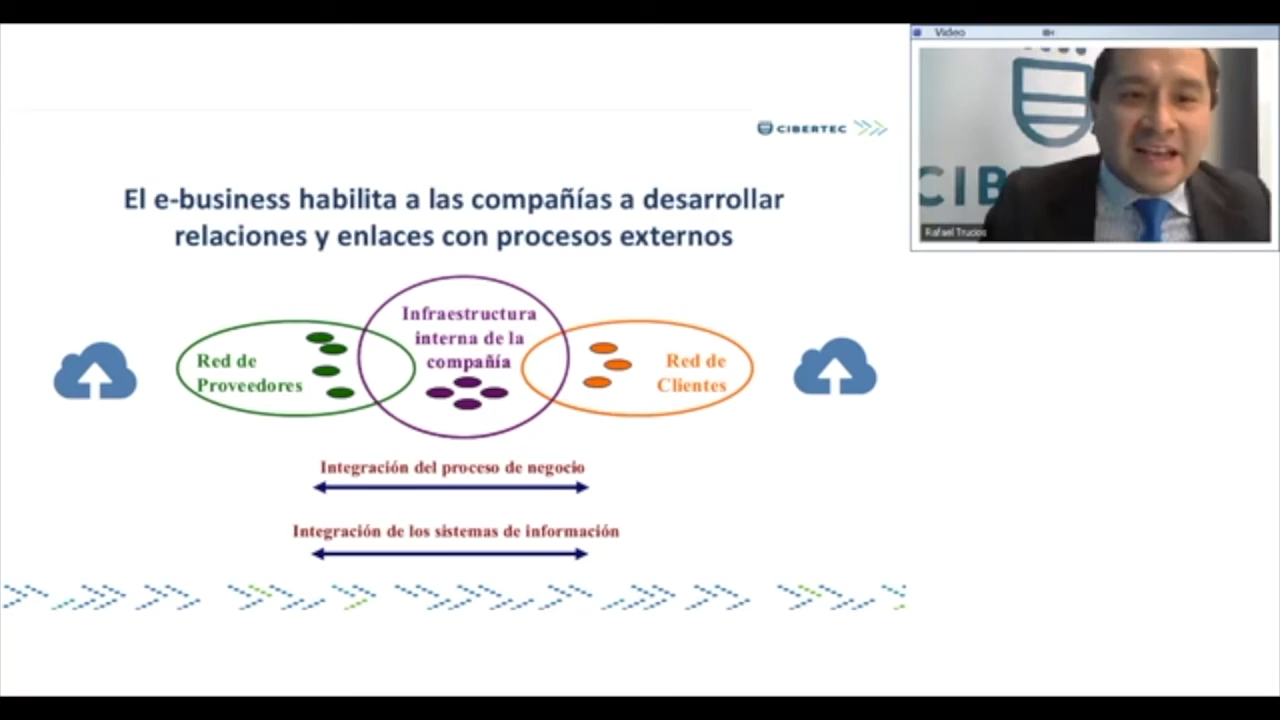 Video
CIBERTEC
CIB
Rafael Trucios
El e-business habilita a las compañías a desarrollar
relaciones y enlaces con procesos externos
Infraestructura
interna de la
compañía
Red de
Proveedores
Red de
Clientes
Integración del proceso de negocio
Integración de los sistemas de información